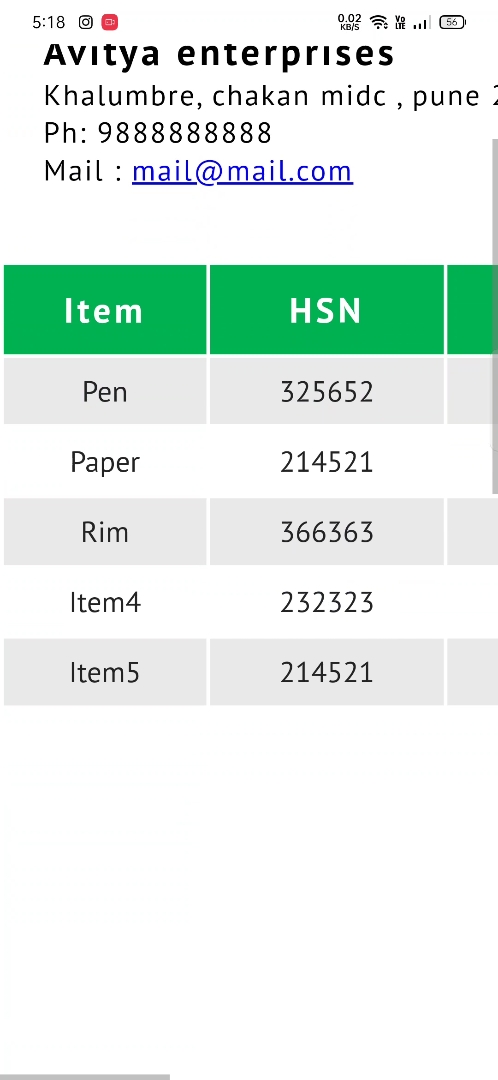 5:18 0.02 KB/S Vo LTE 56
Avitya enterprises
Khalumbre, chakan midc , pune
Ph: 9888888888
Mail : mail@mail.com
Item HSN
Pen 325652
Paper 214521
Rim 366363
Item4 232323
Item5 214521